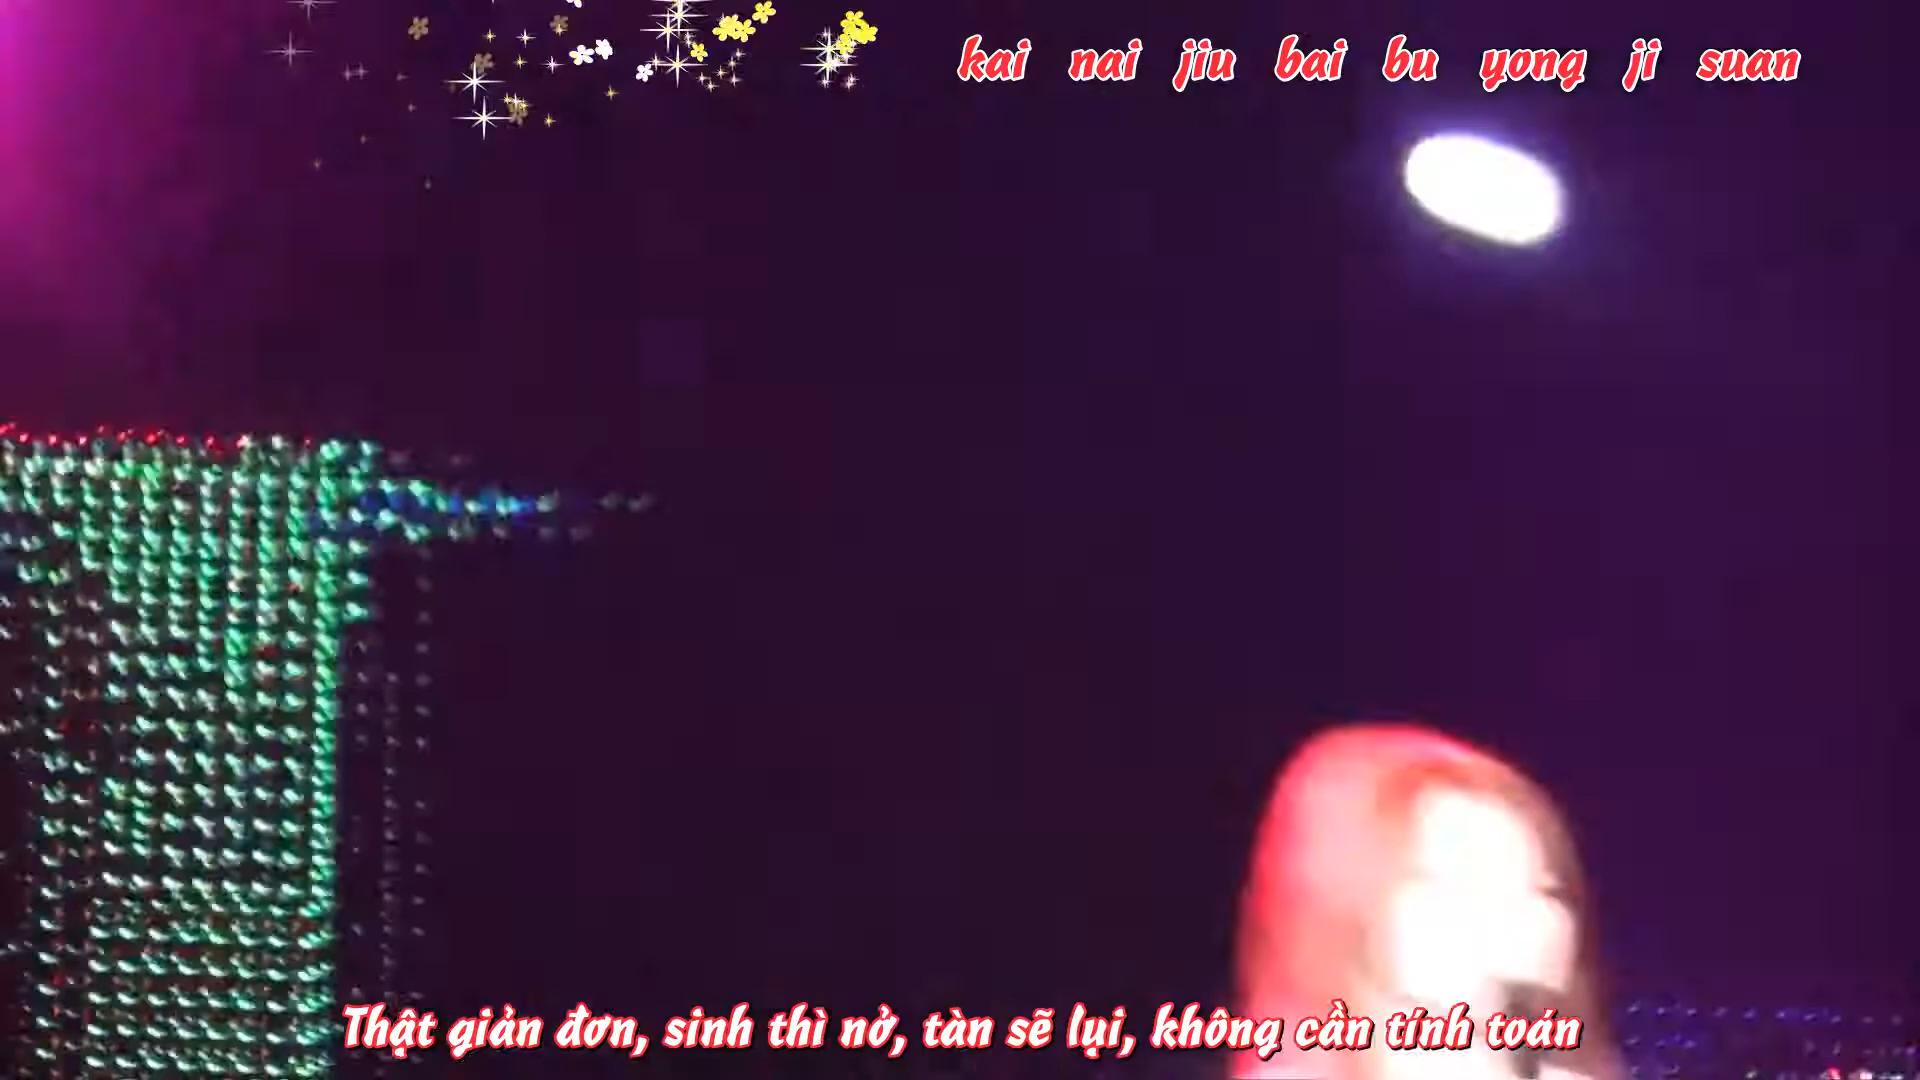 kai nai jiu bai bu yong ji suan
Thật giản đơn, sinh thì nở, tàn sẽ lụi, không cần tính toán